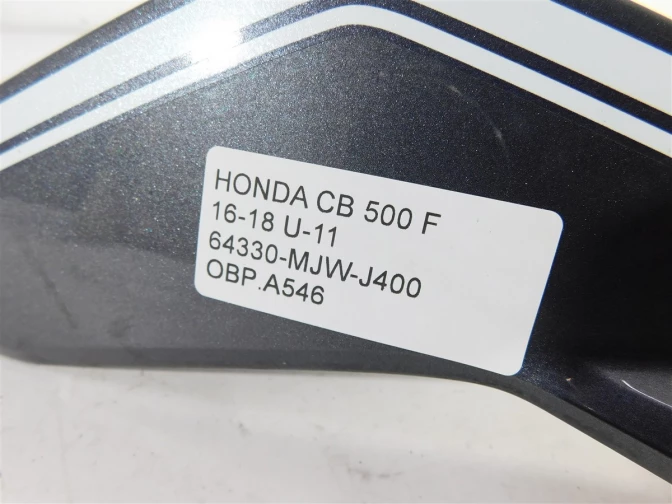 HONDA CB 500 F
16-18 U-11
64330-MJW-J400
OBP.A546